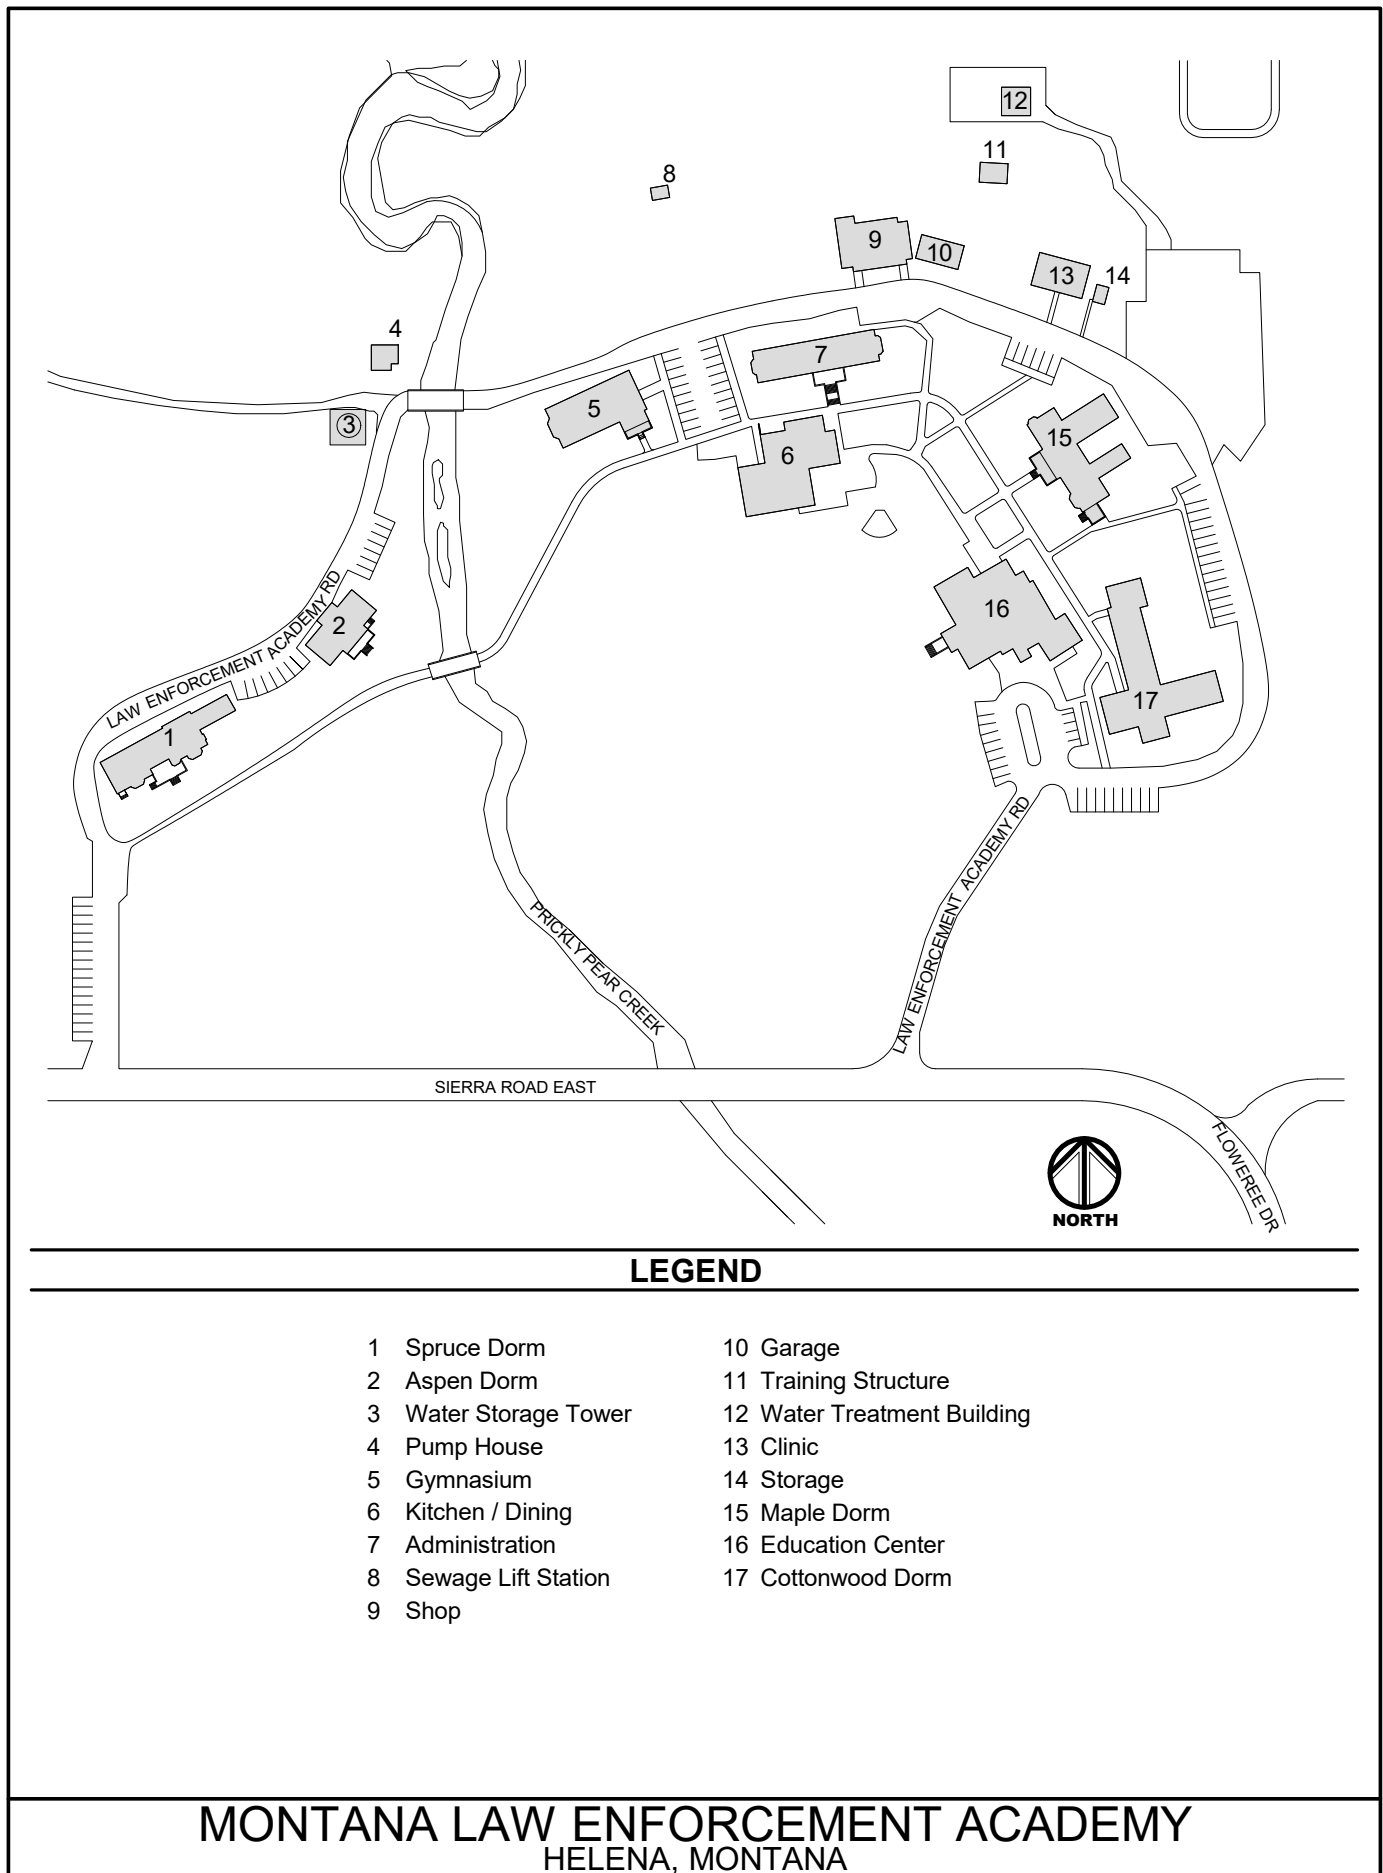 12
11
8
9
10
13
14
4
7
5
3
15
6
LAW ENFORCEMENT ACADEMY RD
2
16
17
1
LAW ENFORCEMENT ACADEMY RD
PRICKLY PEAR CREEK
SIERRA ROAD EAST
FLOWEREE DR
NORTH
LEGEND
1 Spruce Dorm
2 Aspen Dorm
3 Water Storage Tower
4 Pump House
5 Gymnasium
6 Kitchen / Dining
7 Administration
8 Sewage Lift Station
9 Shop
10 Garage
11 Training Structure
12 Water Treatment Building
13 Clinic
14 Storage
15 Maple Dorm
16 Education Center
17 Cottonwood Dorm
MONTANA LAW ENFORCEMENT ACADEMY
HELENA, MONTANA